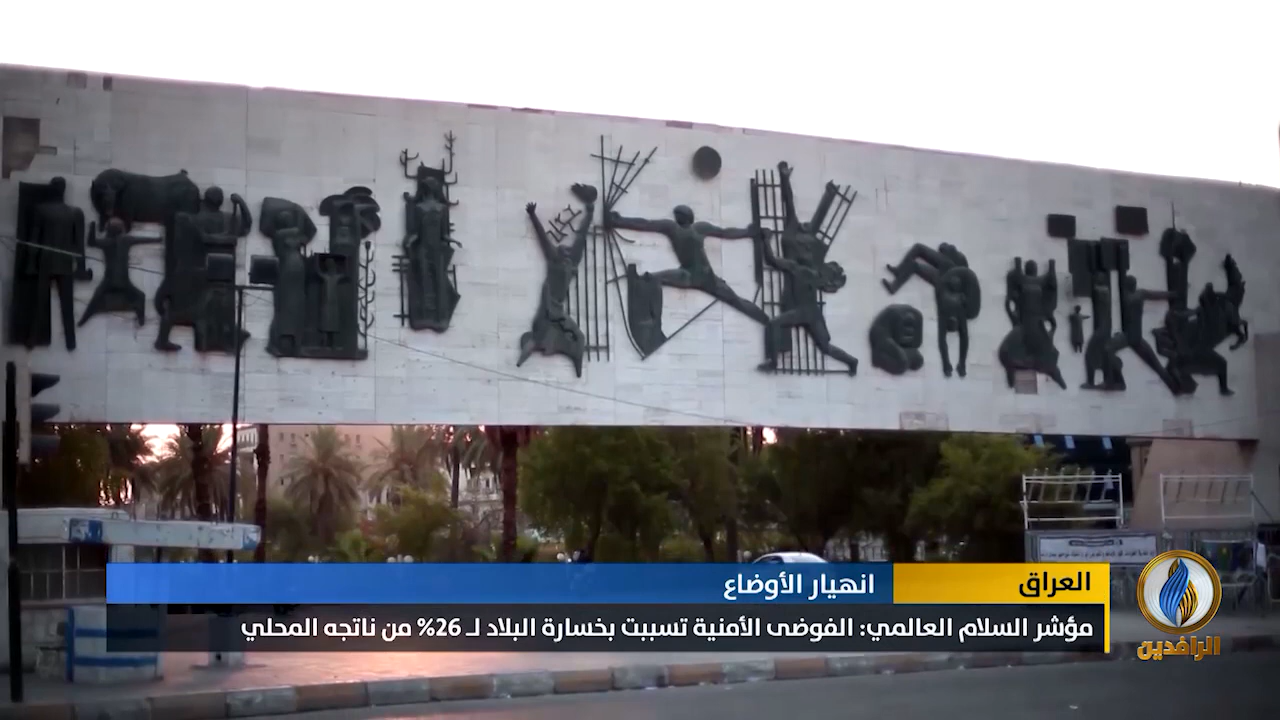 العراق
انهيار الأوضاع
مؤشر السلام العالمي: الفوضى الأمنية تسببت بخسارة البلاد لـ 26% من ناتجه المحلي
الرافدين